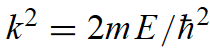 k² = 2mE/ħ²